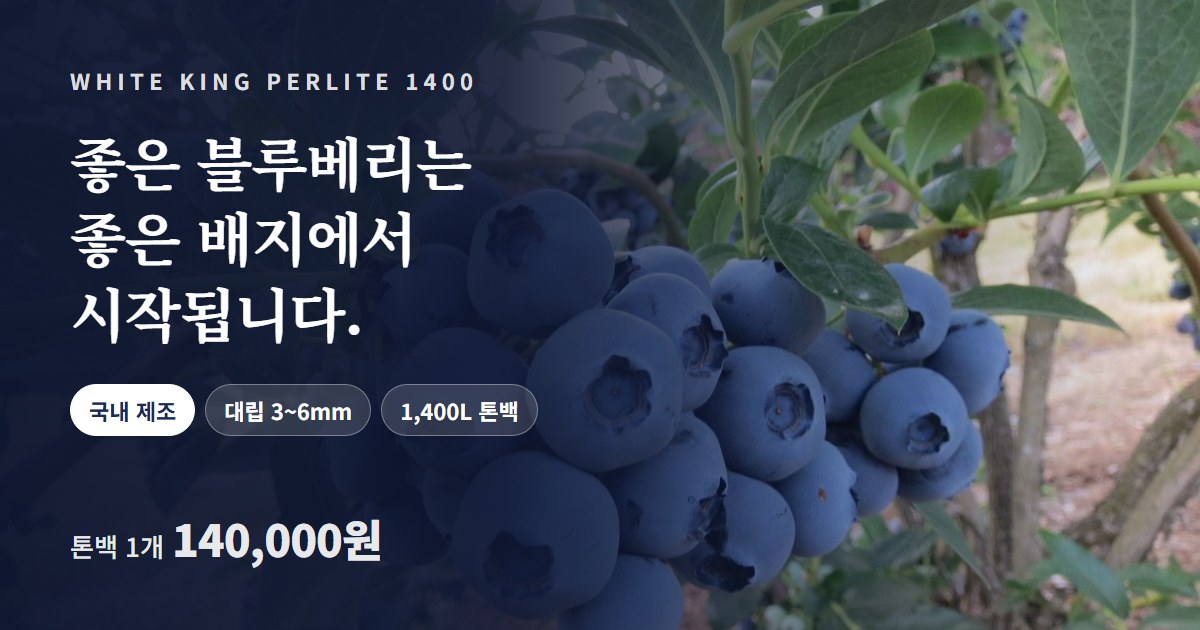 WHITE KING PERLITE 1400
좋은 블루베리는
좋은 배지에서
시작됩니다.
국내 제조
대립 3~6mm
1,400L 톤백
톤백 1개 140,000원